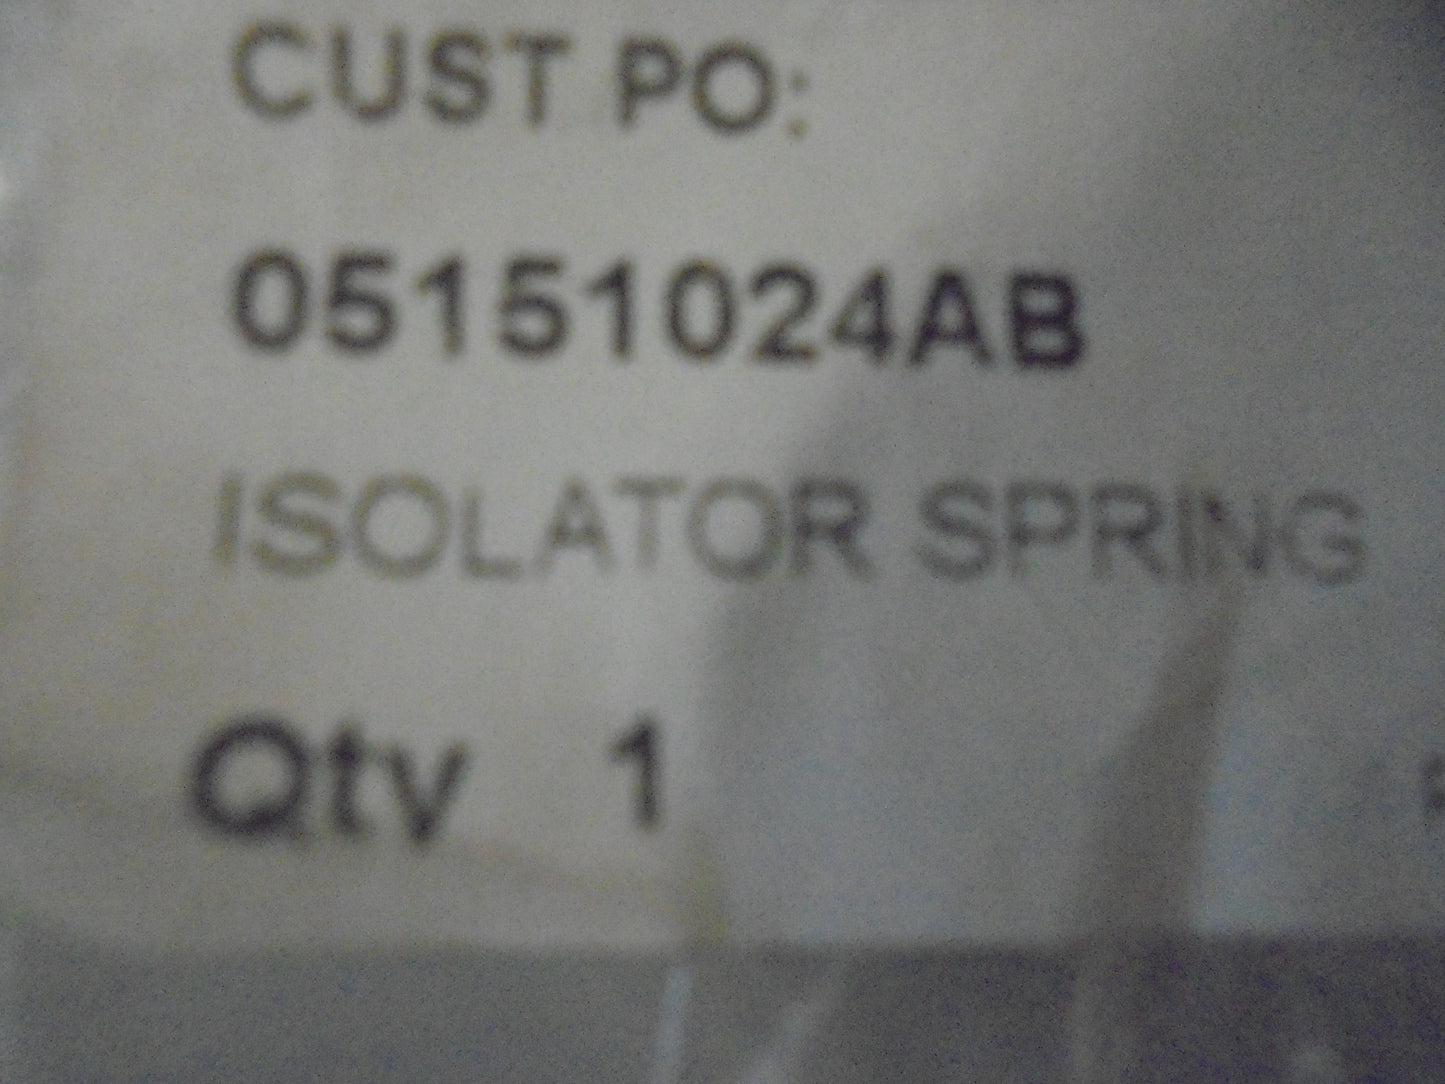 CUST PO:
05151024AB
ISOLATOR SPRING
Qty 1